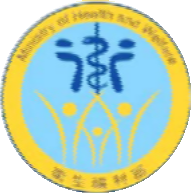 Ministry of Health and Welfare
衛生福利部